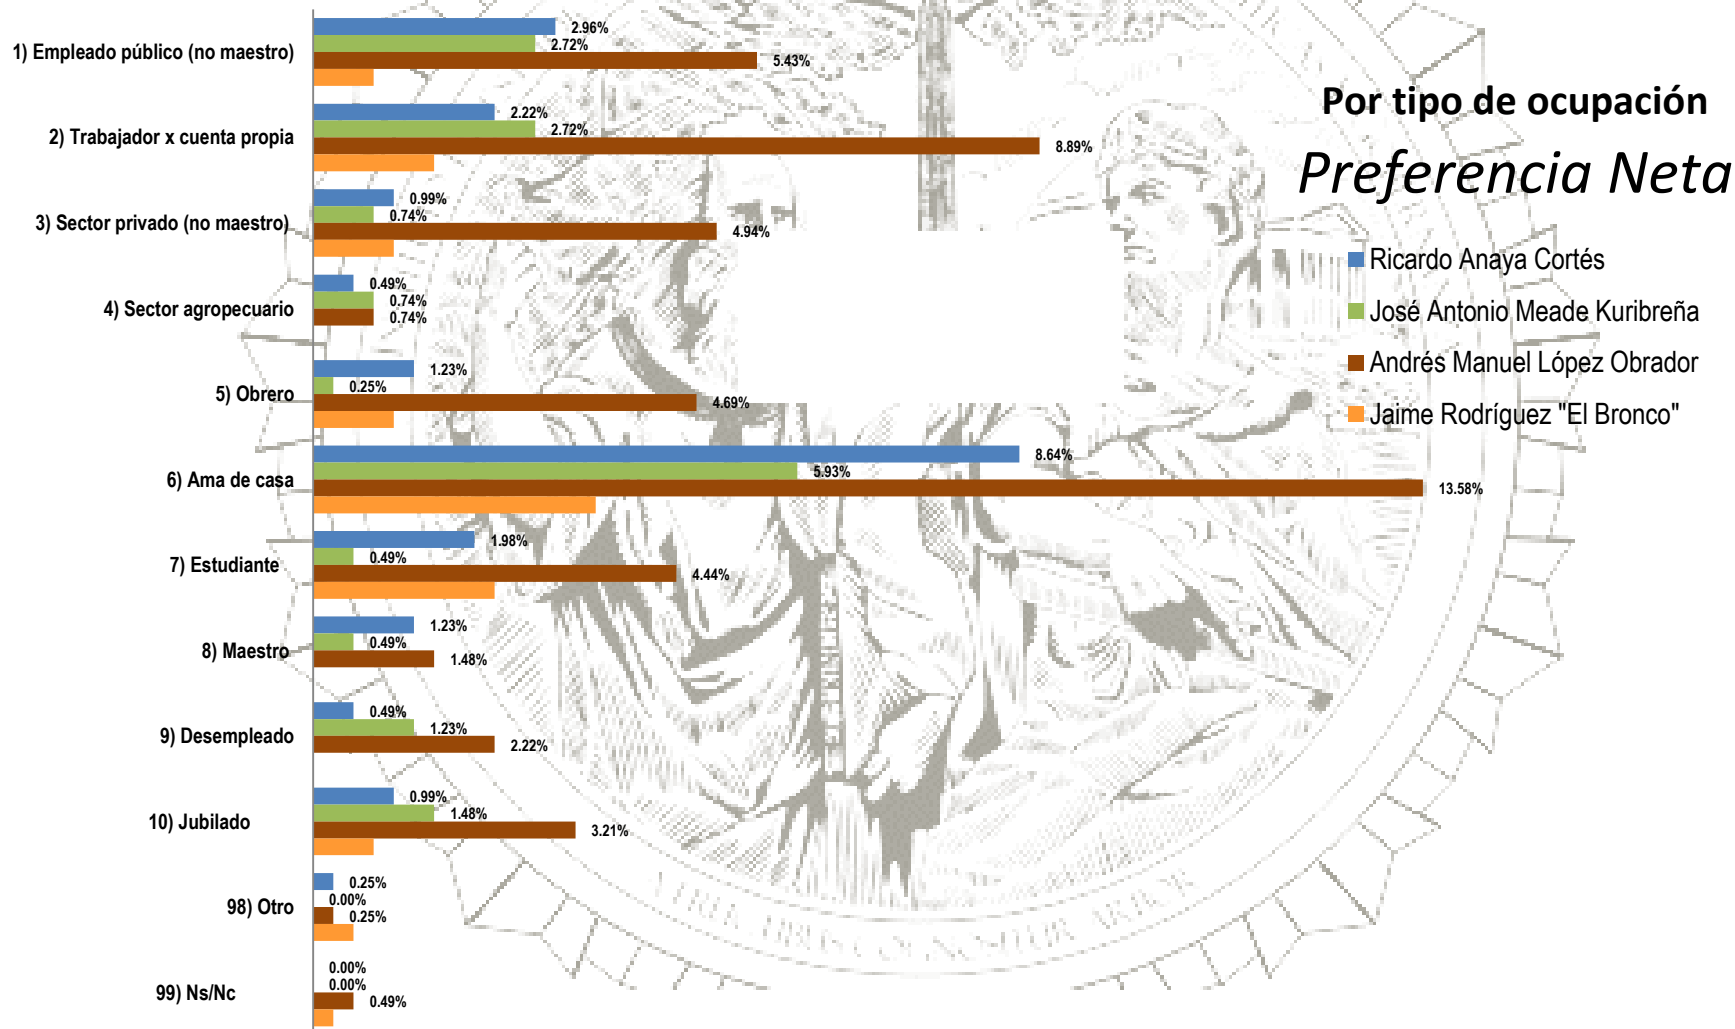 Por tipo de ocupación
Preferencia Neta
Ricardo Anaya Cortés
José Antonio Meade Kuribreña
Andrés Manuel López Obrador
Jaime Rodríguez "El Bronco"
1) Empleado público (no maestro)
2.96%
2.72%
5.43%
2) Trabajador x cuenta propia
2.22%
2.72%
8.89%
3) Sector privado (no maestro)
0.99%
0.74%
4.94%
4) Sector agropecuario
0.49%
0.74%
0.74%
5) Obrero
1.23%
0.25%
4.69%
6) Ama de casa
8.64%
5.93%
13.58%
7) Estudiante
1.98%
0.49%
4.44%
8) Maestro
1.23%
0.49%
1.48%
9) Desempleado
0.49%
1.23%
2.22%
10) Jubilado
0.99%
1.48%
3.21%
98) Otro
0.25%
0.00%
0.25%
99) Ns/Nc
0.00%
0.00%
0.49%